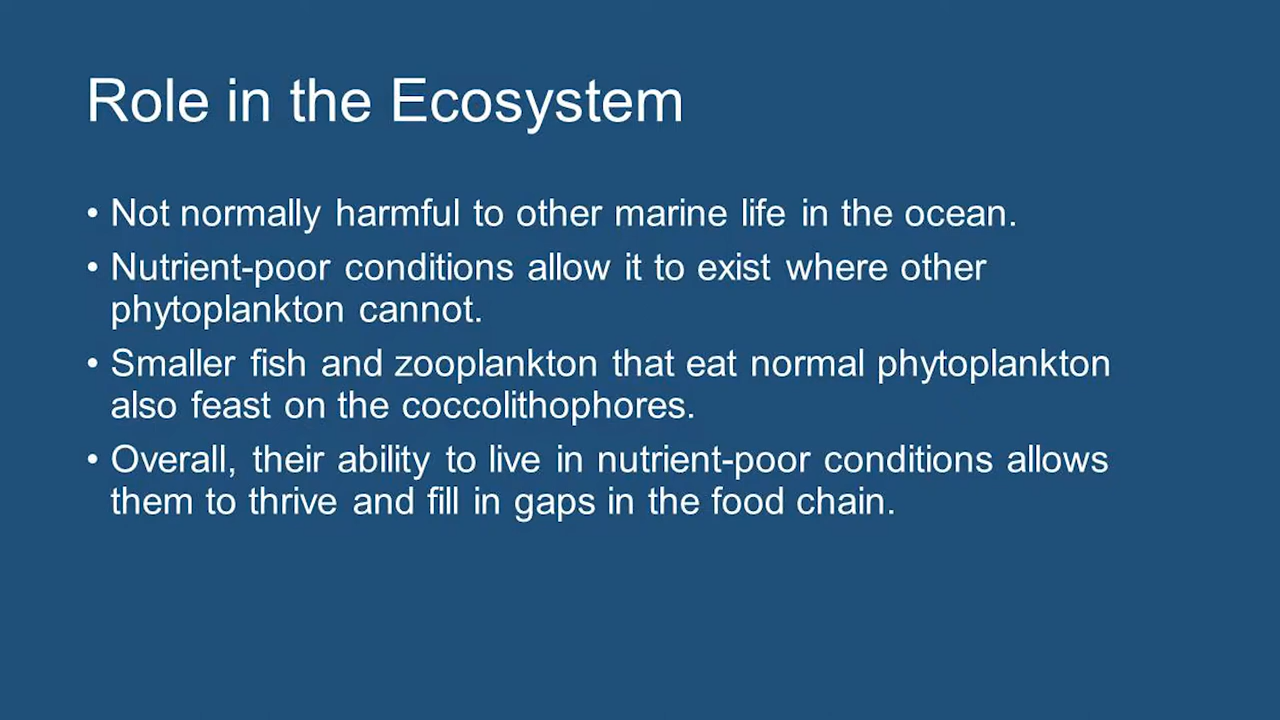 Role in the Ecosystem
• Not normally harmful to other marine life in the ocean.
• Nutrient-poor conditions allow it to exist where other
phytoplankton cannot.
• Smaller fish and zooplankton that eat normal phytoplankton
also feast on the coccolithophores.
• Overall, their ability to live in nutrient-poor conditions allows
them to thrive and fill in gaps in the food chain.